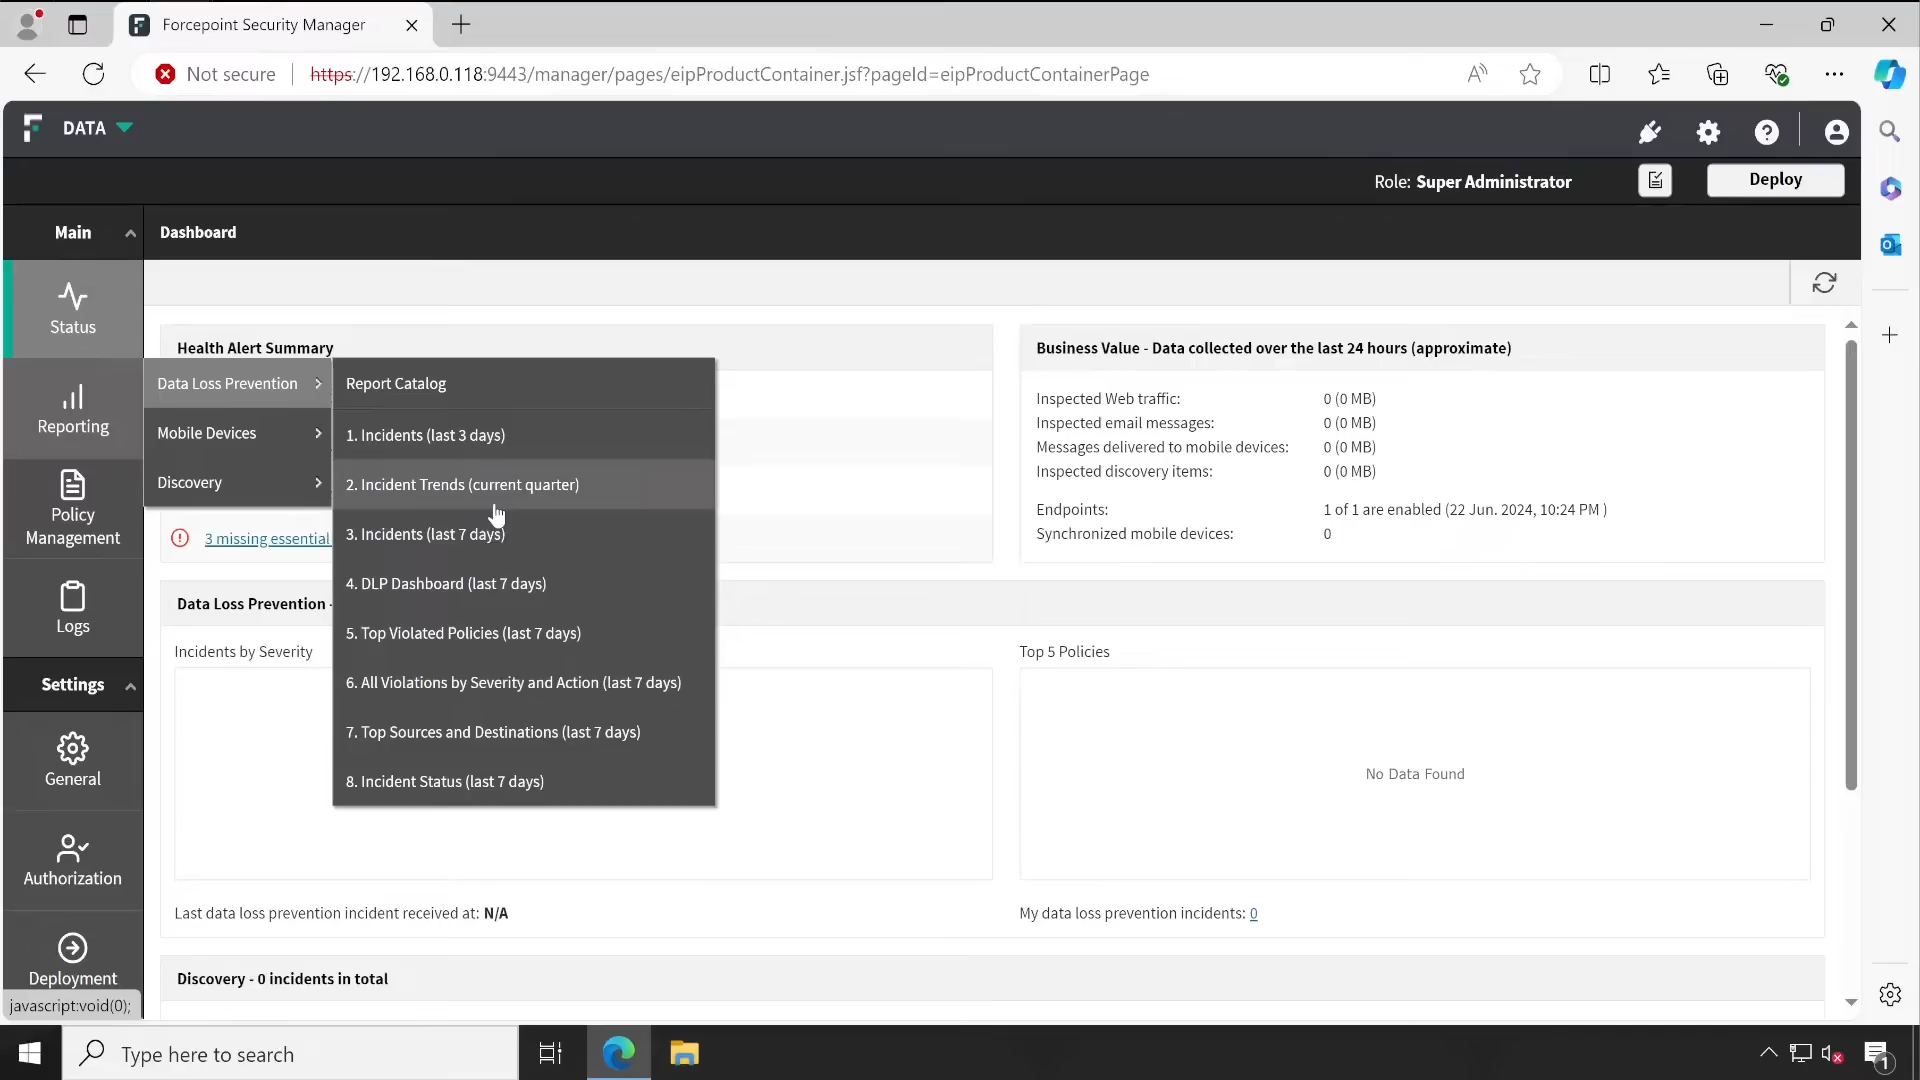 Forcepoint Security Manager
Not secure
https://192.168.0.118:9443/manager/pages/eipProductContainer.jsf?pageId=eipProductContainerPage
DATA
Role: Super Administrator
Deploy
Main
Dashboard
Status
Reporting
Policy
Management
Logs
Settings
General
Authorization
Deployment
javascript:void(0);
Health Alert Summary
Data Loss Prevention
Mobile Devices
Discovery
Report Catalog
1. Incidents (last 3 days)
2. Incident Trends (current quarter)
3. Incidents (last 7 days)
4. DLP Dashboard (last 7 days)
5. Top Violated Policies (last 7 days)
6. All Violations by Severity and Action (last 7 days)
7. Top Sources and Destinations (last 7 days)
8. Incident Status (last 7 days)
3 missing essential
Business Value - Data collected over the last 24 hours (approximate)
Inspected Web traffic: 0 (0 MB)
Inspected email messages: 0 (0 MB)
Messages delivered to mobile devices: 0 (0 MB)
Inspected discovery items: 0 (0 MB)
Endpoints: 1 of 1 are enabled (22 Jun. 2024, 10:24 PM )
Synchronized mobile devices: 0
Data Loss Prevention -
Incidents by Severity
Top 5 Policies
No Data Found
Last data loss prevention incident received at: N/A
My data loss prevention incidents: 0
Discovery - 0 incidents in total
Type here to search
1